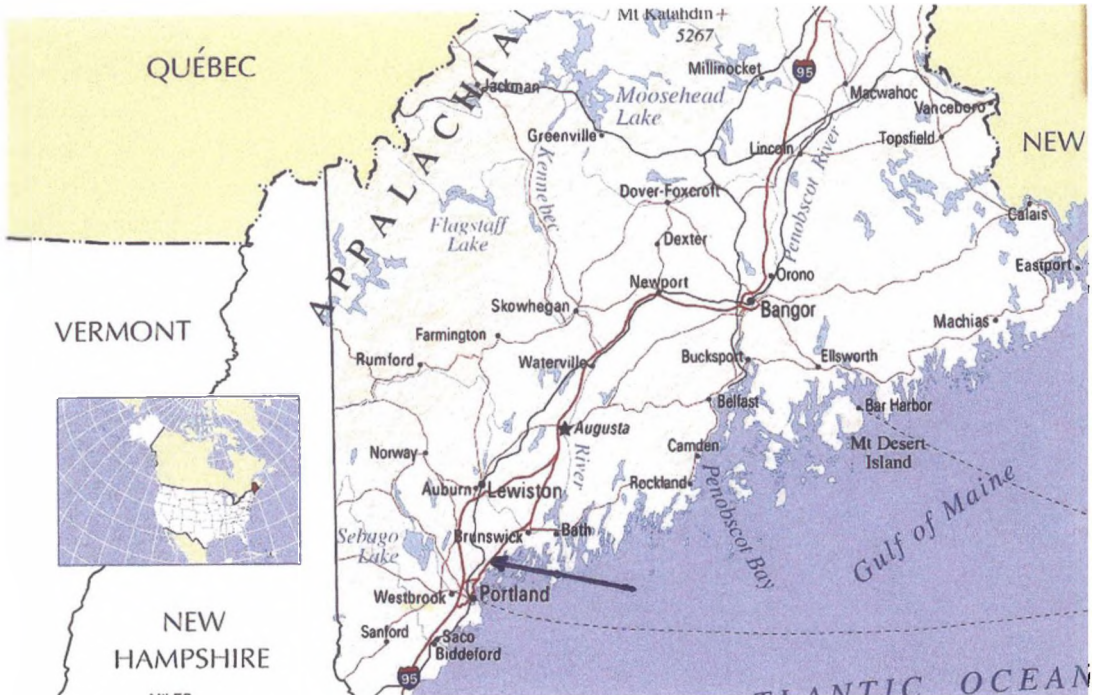 Mt Katahdin
5267
QUÉBEC
Millinocket
95
Jackman
Moosehead
Lake
Macwahoc
Vanceboro
Greenville
Topsfield
NEW
Lincoln
APPALACHIA
Kennebec
Penobscot River
Dover-Foxcroft
Flagstaff
Lake
Calais
Dexter
Eastport
Orono
Newport
Skowhegan
Bangor
VERMONT
Farmington
Machias
Rumford
Waterville
Bucksport
Ellsworth
Belfast
Bar Harbor
Augusta
Mt Desert
Island
Norway
Camden
River
Auburn
Lewiston
Rockland
Penobscot Bay
Gulf of Maine
Sebago
Lake
Brunswick
Bath
Westbrook
Portland
NEW
HAMPSHIRE
Sanford
Saco
Biddeford
95
TLANTIC OCEAN